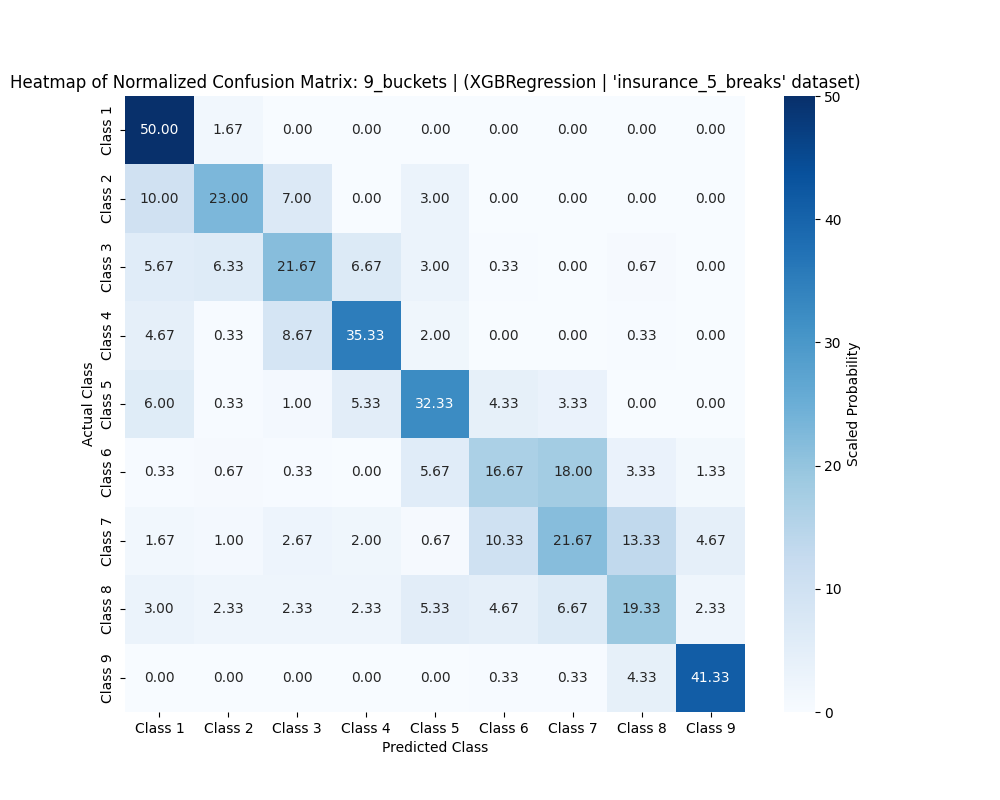 Heatmap of Normalized Confusion Matrix: 9_buckets | (XGBRegression | 'insurance_5_breaks' dataset)
Class 1 50.00 1.67 0.00 0.00 0.00 0.00 0.00 0.00 0.00
Class 2 10.00 23.00 7.00 0.00 3.00 0.00 0.00 0.00 0.00
Class 3 5.67 6.33 21.67 6.67 3.00 0.33 0.00 0.67 0.00
Class 4 4.67 0.33 8.67 35.33 2.00 0.00 0.00 0.33 0.00
Class 5 6.00 0.33 1.00 5.33 32.33 4.33 3.33 0.00 0.00
Class 6 0.33 0.67 0.33 0.00 5.67 16.67 18.00 3.33 1.33
Class 7 1.67 1.00 2.67 2.00 0.67 10.33 21.67 13.33 4.67
Class 8 3.00 2.33 2.33 2.33 5.33 4.67 6.67 19.33 2.33
Class 9 0.00 0.00 0.00 0.00 0.00 0.33 0.33 4.33 41.33
Class 1 Class 2 Class 3 Class 4 Class 5 Class 6 Class 7 Class 8 Class 9
Predicted Class
Actual Class
50
40
30
20
10
0
Scaled Probability